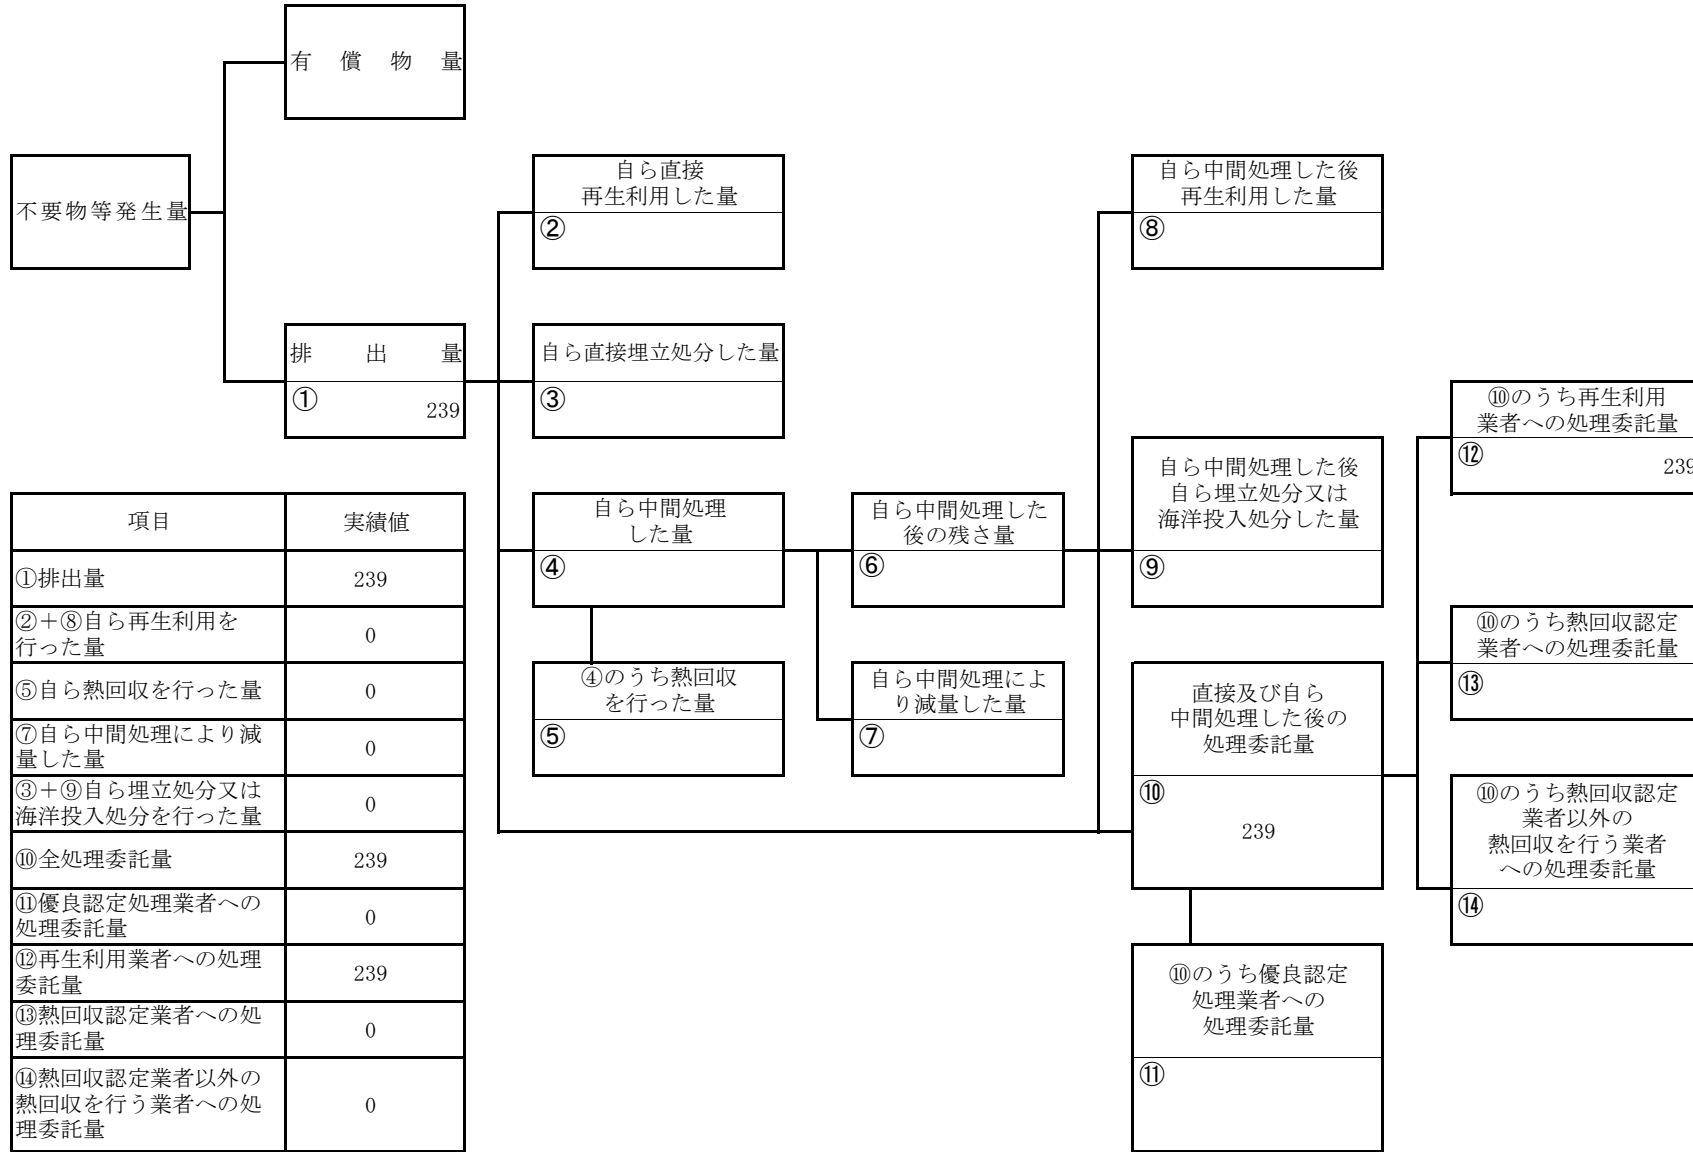 有償物量
不要物等発生量
排出量
①
239
自ら直接
再生利用した量
②
自ら直接埋立処分した量
③
自ら中間処理
した量
④
④のうち熱回収
を行った量
⑤
自ら中間処理した
後の残さ量
⑥
自ら中間処理によ
り減量した量
⑦
自ら中間処理した後
再生利用した量
⑧
自ら中間処理した後
自ら埋立処分又は
海洋投入処分した量
⑨
直接及び自ら
中間処理した後の
処理委託量
⑩
239
⑩のうち優良認定
処理業者への
処理委託量
⑪
⑩のうち再生利用
業者への処理委託量
⑫
239
⑩のうち熱回収認定
業者への処理委託量
⑬
⑩のうち熱回収認定
業者以外の
熱回収を行う業者
への処理委託量
⑭
項目 実績値
①排出量 239
②＋⑧自ら再生利用を
行った量 0
⑤自ら熱回収を行った量 0
⑦自ら中間処理により減
量した量 0
③＋⑨自ら埋立処分又は
海洋投入処分を行った量 0
⑩全処理委託量 239
⑪優良認定処理業者への
処理委託量 0
⑫再生利用業者への処理
委託量 239
⑬熱回収認定業者への処
理委託量 0
⑭熱回収認定業者以外の
熱回収を行う業者への処
理委託量 0